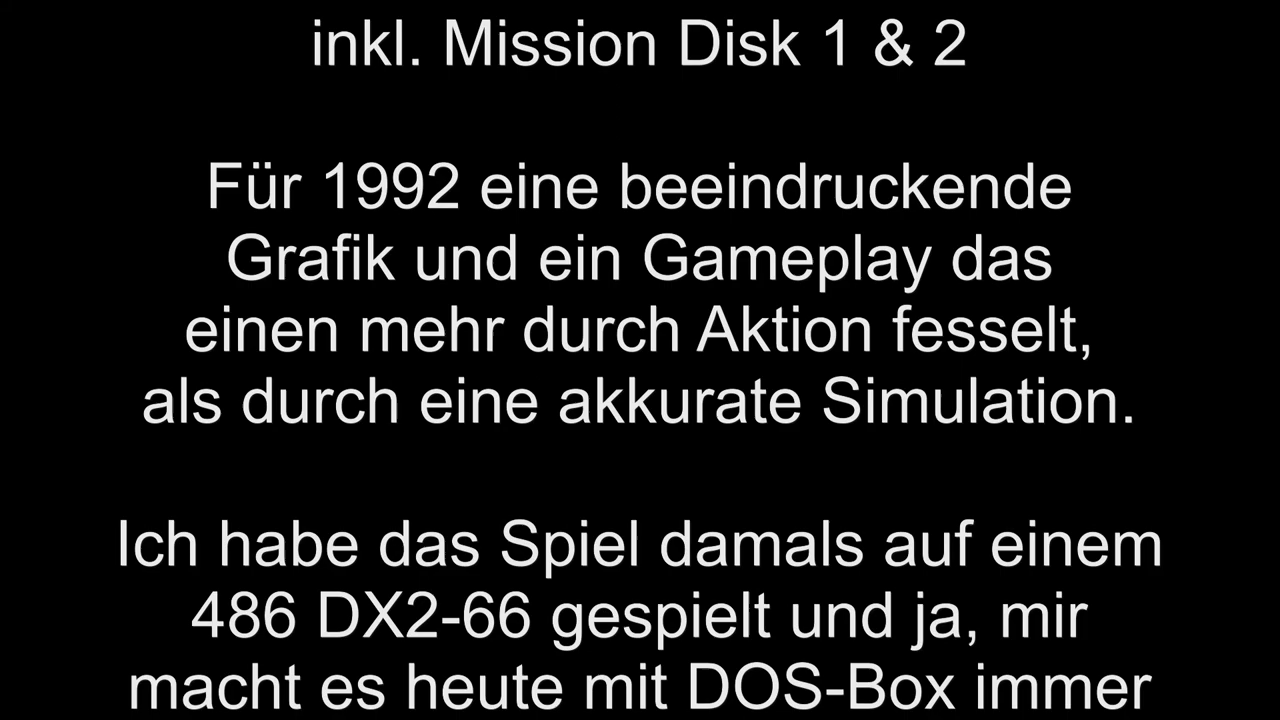 inkl. Mission Disk 1 & 2
Für 1992 eine beeindruckende
Grafik und ein Gameplay das
einen mehr durch Aktion fesselt,
als durch eine akkurate Simulation.
Ich habe das Spiel damals auf einem
486 DX2-66 gespielt und ja, mir
macht es heute mit DOS-Box immer